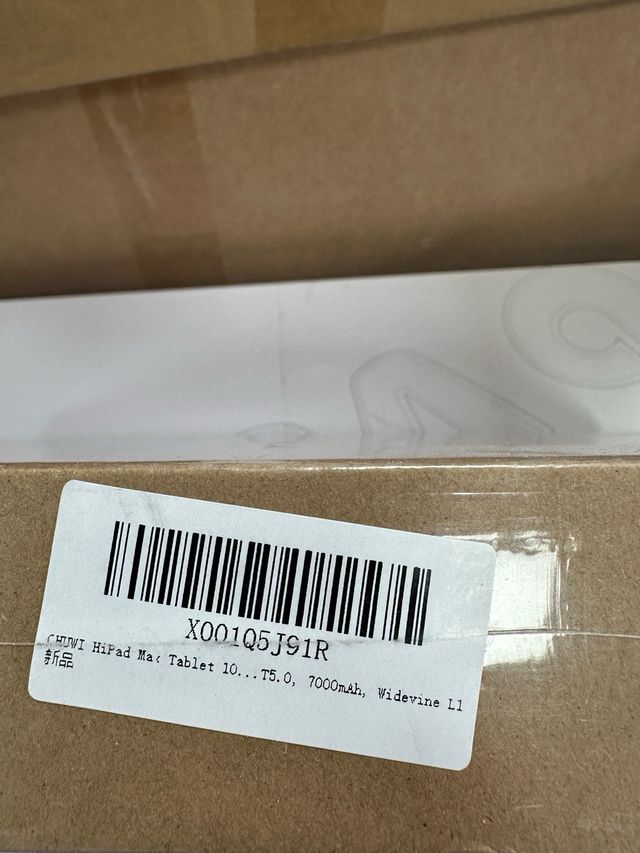 X001Q5J91R
CHUWI HiPad Max Tablet 10...T5.0, 7000mAh, Widevine L1
新品